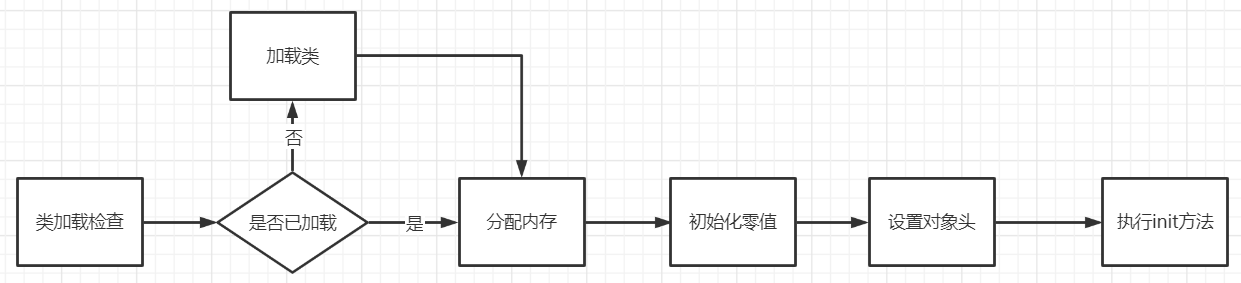 加载类
否
类加载检查
是否已加载
是
分配内存
初始化零值
设置对象头
执行init方法